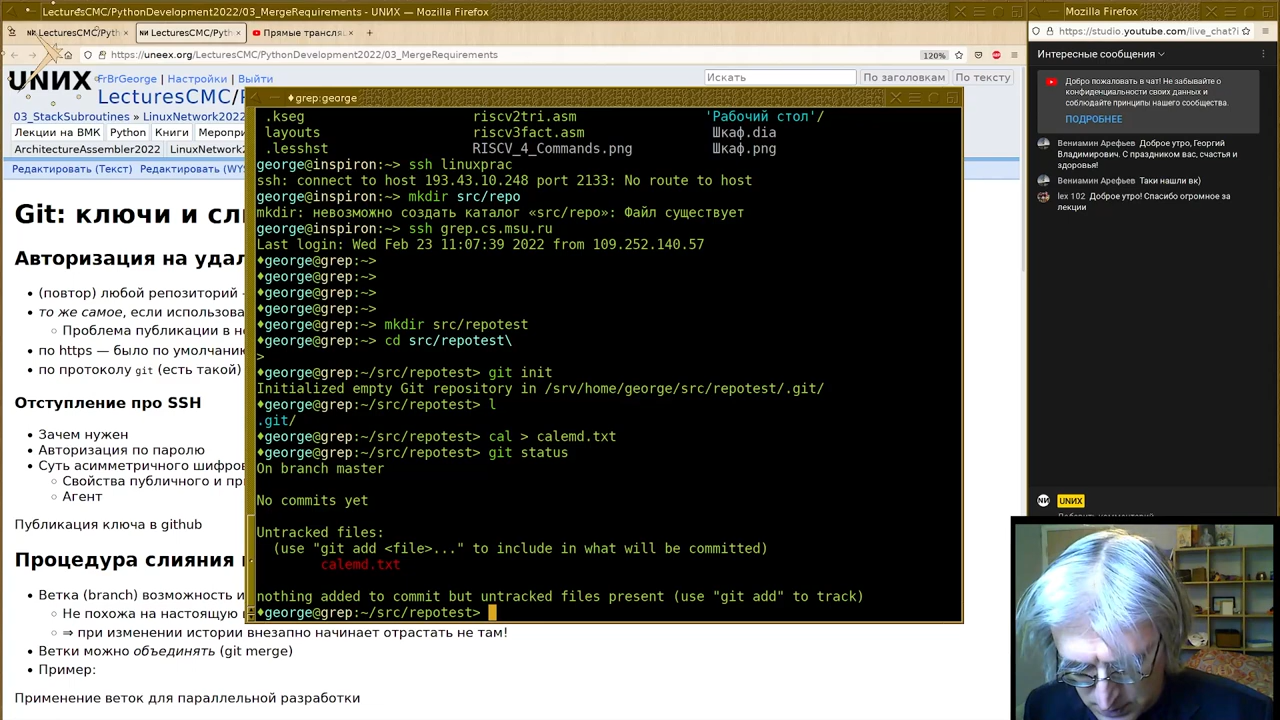 LecturesCMC/PythonDevelopment2022/03_MergeRequirements - UNИX — Mozilla Firefox
Mozilla Firefox
LecturesCMC/Pyth
LecturesCMC/Pyth
Прямые трансляц
https://studio.youtube.com/live_chat?i
https://uneex.org/LecturesCMC/PythonDevelopment2022/03_MergeRequirements
120%
Интересные сообщения
UNИX
FrBrGeorge | Настройки | Выйти
Искать
По заголовкам
По тексту
LecturesCMC/
03_StackSubroutines » LinuxNetwork2
Лекции на ВМК
Python
Книги
Меропр
ArchitectureAssembler2022
LinuxNetwork2
Редактировать (Текст)
Редактировать (WYS
Добро пожаловать в чат! Не забывайте о
конфиденциальности своих данных и
соблюдайте принципы нашего сообщества.
ПОДРОБНЕЕ
Вениамин Арефьев Доброе утро, Георгий
Владимирович. С праздником вас, счастья и
здоровья!
Вениамин Арефьев Таки нашли вк)
lex 102 Доброе утро! Спасибо огромное за
лекции
NИ
UNИX
♦grep:george
.kseg riscv2tri.asm 'Рабочий стол'/
layouts riscv3fact.asm Шкаф.dia
.lesshst RISCV_4_Commands.png Шкаф.png
george@inspiron:~> ssh linuxprac
ssh: connect to host 193.43.10.248 port 2133: No route to host
george@inspiron:~> mkdir src/repo
mkdir: невозможно создать каталог «src/repo»: Файл существует
george@inspiron:~> ssh grep.cs.msu.ru
Last login: Wed Feb 23 11:07:39 2022 from 109.252.140.57
♦george@grep:~>
♦george@grep:~>
♦george@grep:~>
♦george@grep:~>
♦george@grep:~> mkdir src/repotest
♦george@grep:~> cd src/repotest\
>
♦george@grep:~/src/repotest> git init
Initialized empty Git repository in /srv/home/george/src/repotest/.git/
♦george@grep:~/src/repotest> l
.git/
♦george@grep:~/src/repotest> cal > calemd.txt
♦george@grep:~/src/repotest> git status
On branch master
No commits yet
Untracked files:
(use "git add <file>..." to include in what will be committed)
calemd.txt
nothing added to commit but untracked files present (use "git add" to track)
♦george@grep:~/src/repotest>
Git: ключи и сл
Авторизация на удал
• (повтор) любой репозиторий
• то же самое, если использова
Проблема публикации в н
• по https — было по умолчанию
• по протоколу git (есть такой)
Отступление про SSH
• Зачем нужен
• Авторизация по паролю
• Суть асимметричного шифров
Свойства публичного и пр
Агент
Публикация ключа в github
Процедура слияния
• Ветка (branch) возможность и
Не похожа на настоящую
⇒ при изменении истории внезапно начинает отрастать не там!
• Ветки можно объединять (git merge)
• Пример:
Применение веток для параллельной разработки